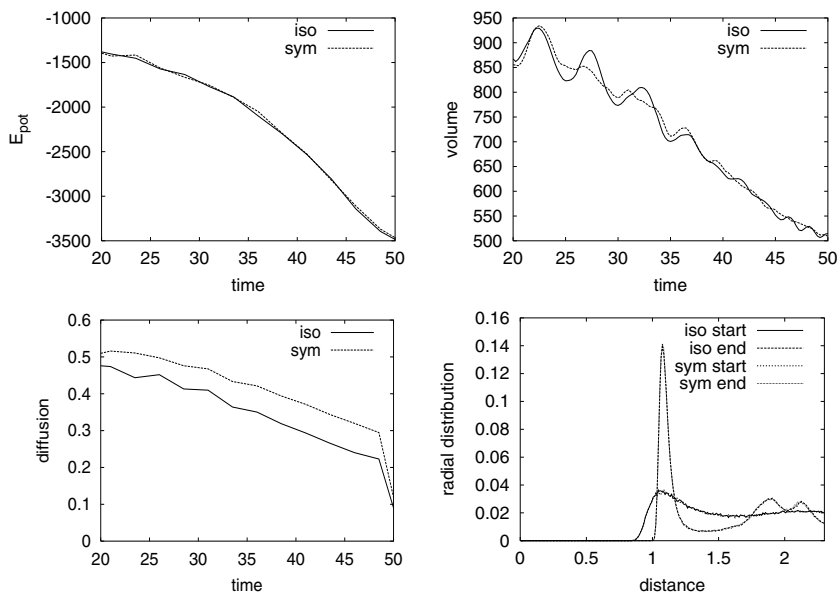 -1000
-1500
-2000
-2500
-3000
-3500
E_pot
20 25 30 35 40 45 50
time
iso
sym
950
900
850
800
750
700
650
600
550
500
volume
20 25 30 35 40 45 50
time
iso
sym
0.6
0.5
0.4
0.3
0.2
0.1
0
diffusion
20 25 30 35 40 45 50
time
iso
sym
0.16
0.14
0.12
0.1
0.08
0.06
0.04
0.02
0
radial distribution
0 0.5 1 1.5 2
distance
iso start
iso end
sym start
sym end